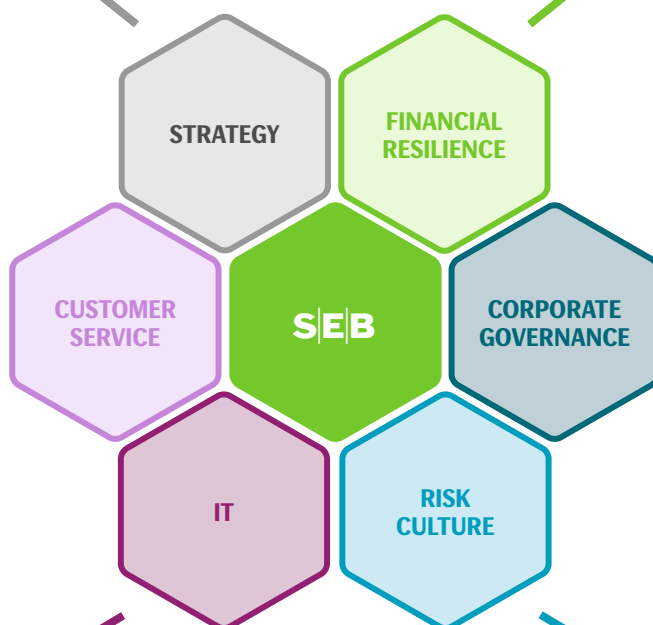 STRATEGY
FINANCIAL
RESILIENCE
CUSTOMER
SERVICE
S|E|B
CORPORATE
GOVERNANCE
IT
RISK
CULTURE